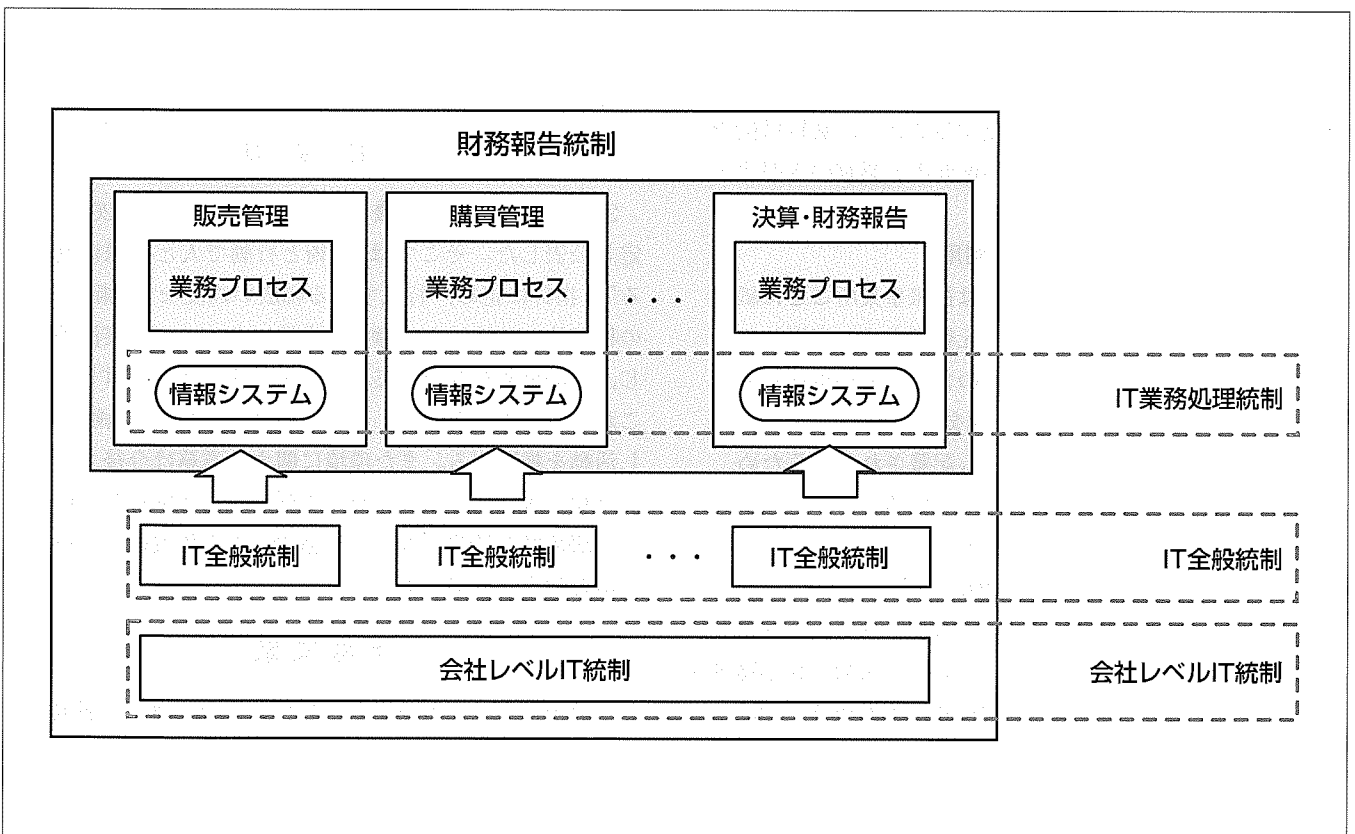 財務報告統制
販売管理
購買管理
決算・財務報告
業務プロセス
業務プロセス
・・・
業務プロセス
情報システム
情報システム
情報システム
IT業務処理統制
IT全般統制
IT全般統制
・・・
IT全般統制
IT全般統制
会社レベルIT統制
会社レベルIT統制